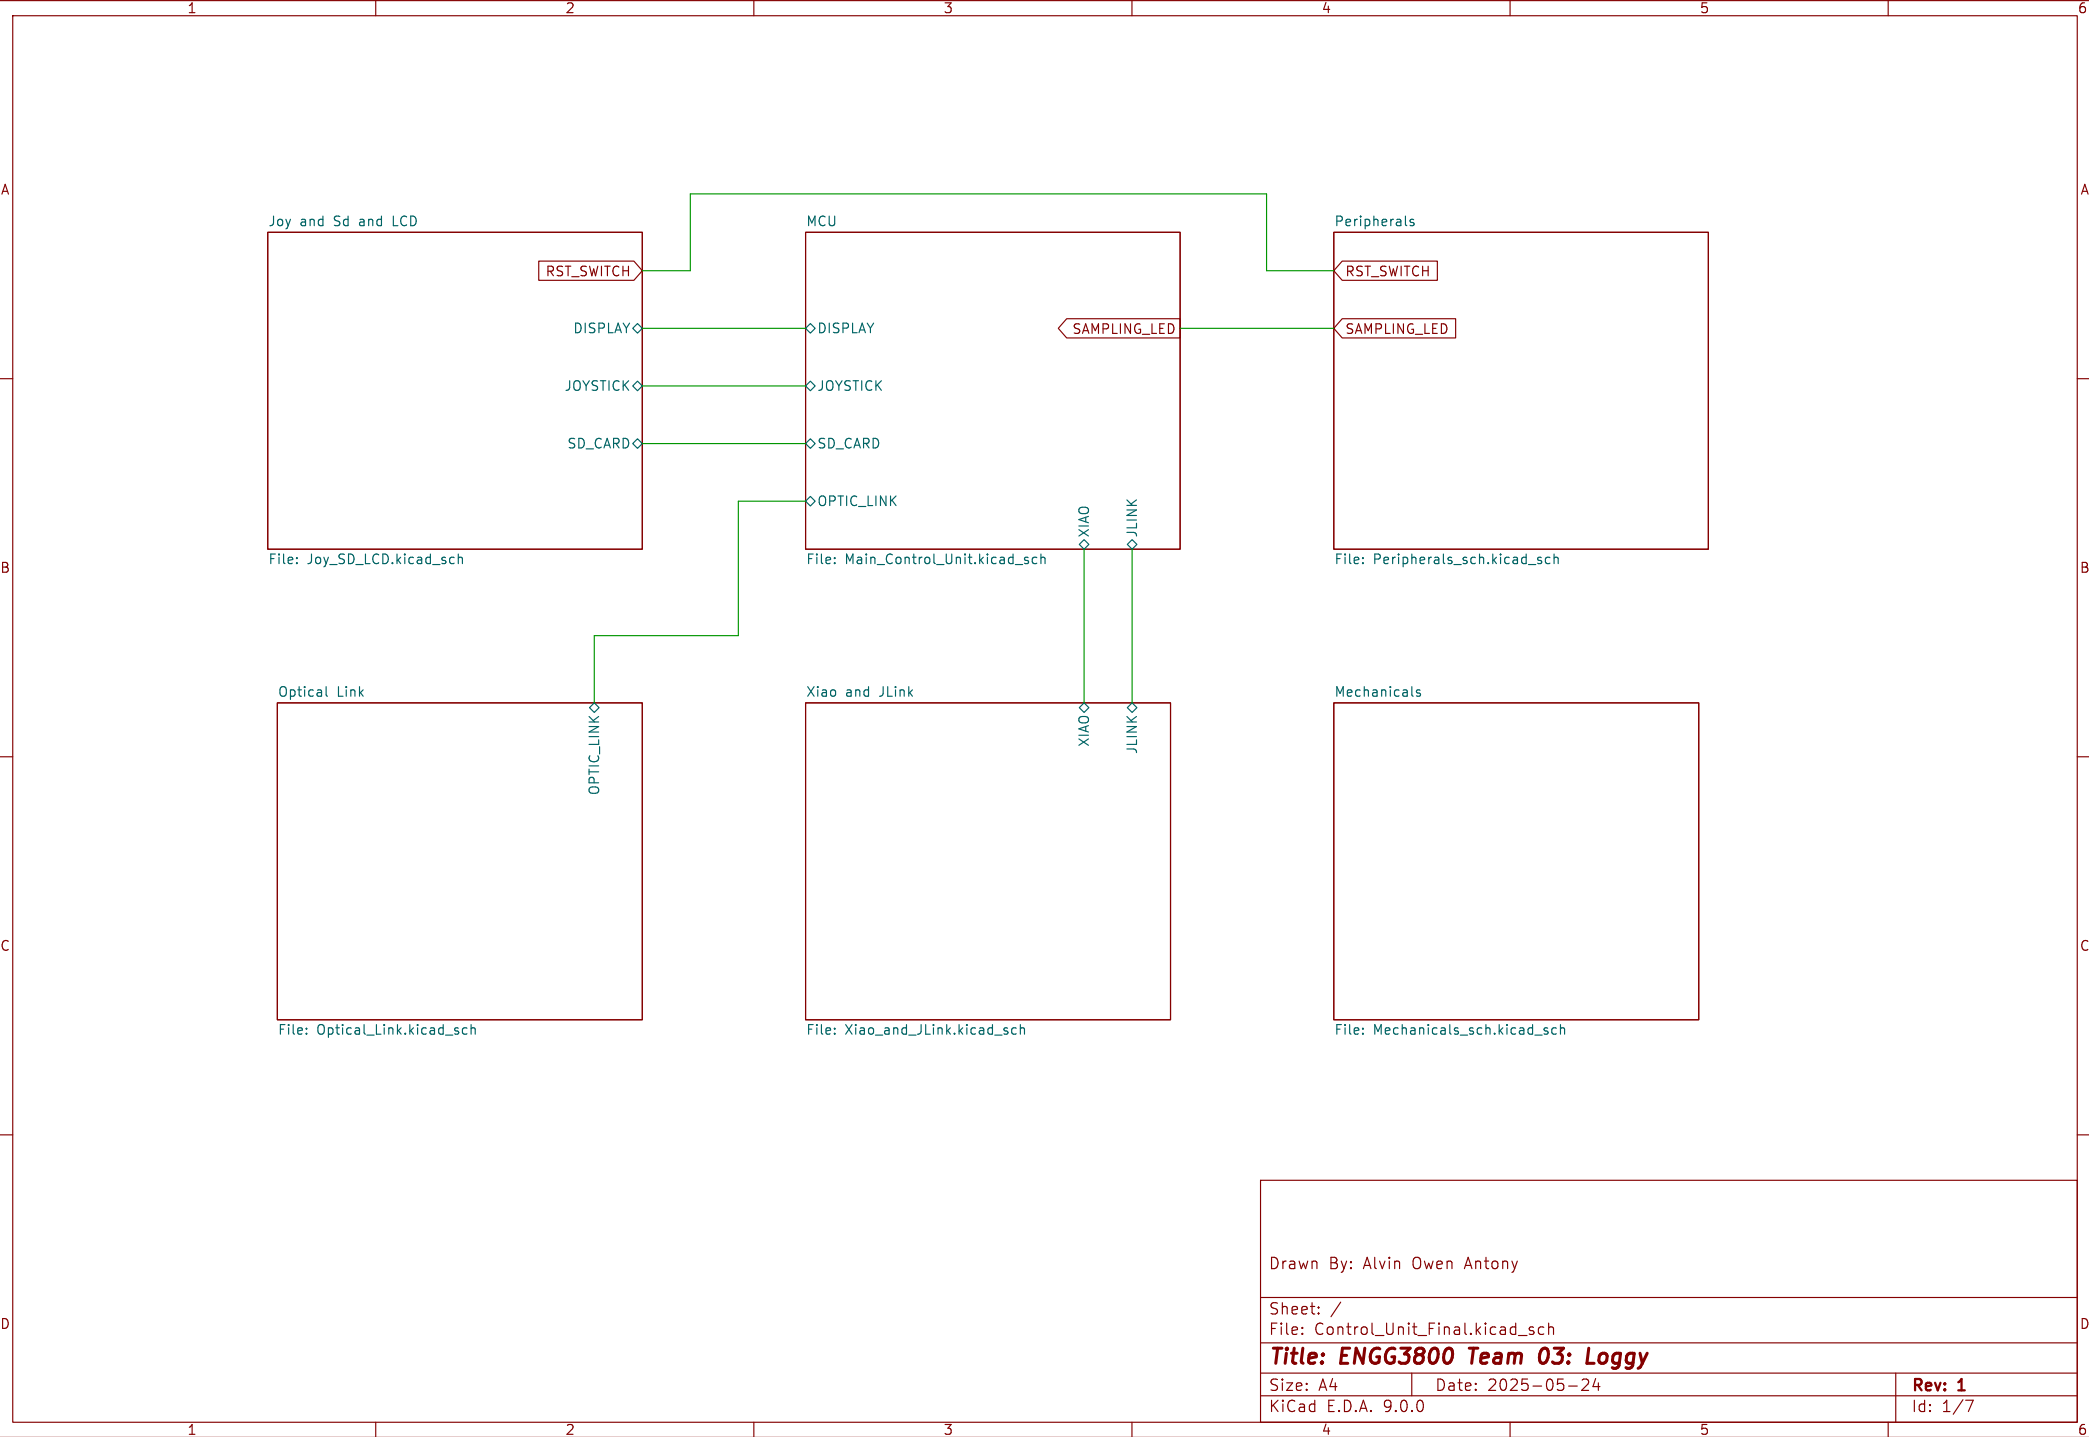 1 2 3 4 5 6
A A
Joy and Sd and LCD
RST_SWITCH
DISPLAY
JOYSTICK
SD_CARD
File: Joy_SD_LCD.kicad_sch
MCU
DISPLAY
SAMPLING_LED
JOYSTICK
SD_CARD
OPTIC_LINK
XIAO
JLINK
File: Main_Control_Unit.kicad_sch
Peripherals
RST_SWITCH
SAMPLING_LED
File: Peripherals_sch.kicad_sch
B B
Optical Link
OPTIC_LINK
File: Optical_Link.kicad_sch
Xiao and JLink
XIAO
JLINK
File: Xiao_and_JLink.kicad_sch
Mechanicals
File: Mechanicals_sch.kicad_sch
C C
Drawn By: Alvin Owen Antony
Sheet: /
File: Control_Unit_Final.kicad_sch
Title: ENGG3800 Team 03: Loggy
Size: A4 Date: 2025-05-24 Rev: 1
KiCad E.D.A. 9.0.0 Id: 1/7
D D
1 2 3 4 5 6